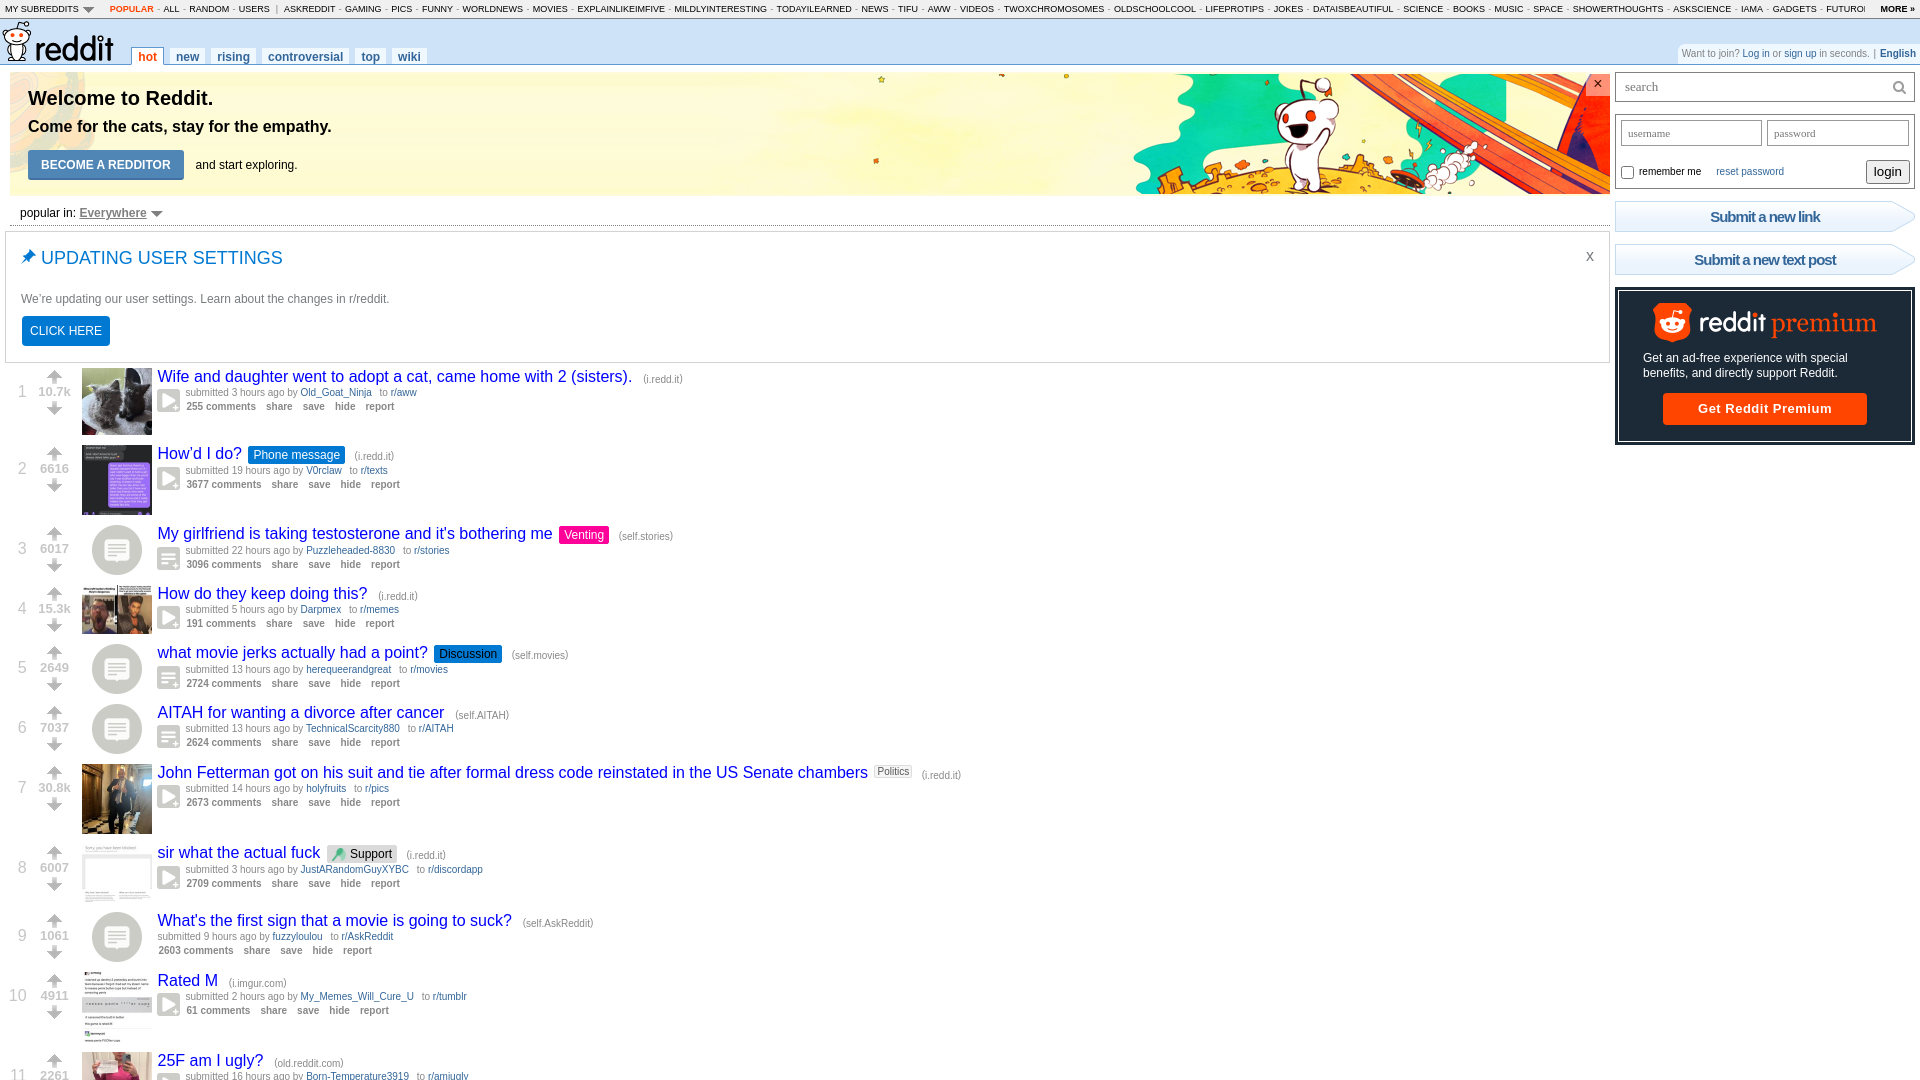 MY SUBREDDITS POPULAR - ALL - RANDOM - USERS | ASKREDDIT - GAMING - PICS - FUNNY - WORLDNEWS - MOVIES - EXPLAINLIKEIMFIVE - MILDLYINTERESTING - TODAYILEARNED - NEWS - TIFU - AWW - VIDEOS - TWOXCHROMOSOMES - OLDSCHOOLCOOL - LIFEPROTIPS - JOKES - DATAISBEAUTIFUL - SCIENCE - BOOKS - MUSIC - SPACE - SHOWERTHOUGHTS - ASKSCIENCE - IAMA - GADGETS - FUTUROI MORE »
reddit hot new rising controversial top wiki
Want to join? Log in or sign up in seconds. | English
Welcome to Reddit.
Come for the cats, stay for the empathy.
BECOME A REDDITOR and start exploring.
×
popular in: Everywhere
UPDATING USER SETTINGS
x
We're updating our user settings. Learn about the changes in r/reddit.
CLICK HERE
1 10.7k Wife and daughter went to adopt a cat, came home with 2 (sisters). (i.redd.it)
submitted 3 hours ago by Old_Goat_Ninja to r/aww
255 comments share save hide report
2 6616 How'd I do? Phone message (i.redd.it)
submitted 19 hours ago by V0rclaw to r/texts
3677 comments share save hide report
3 6017 My girlfriend is taking testosterone and it's bothering me Venting (self.stories)
submitted 22 hours ago by Puzzleheaded-8830 to r/stories
3096 comments share save hide report
4 15.3k How do they keep doing this? (i.redd.it)
submitted 5 hours ago by Darpmex to r/memes
191 comments share save hide report
5 2649 what movie jerks actually had a point? Discussion (self.movies)
submitted 13 hours ago by herequeerandgreat to r/movies
2724 comments share save hide report
6 7037 AITAH for wanting a divorce after cancer (self.AITAH)
submitted 13 hours ago by TechnicalScarcity880 to r/AITAH
2624 comments share save hide report
7 30.8k John Fetterman got on his suit and tie after formal dress code reinstated in the US Senate chambers Politics (i.redd.it)
submitted 14 hours ago by holyfruits to r/pics
2673 comments share save hide report
8 6007 sir what the actual fuck Support (i.redd.it)
submitted 3 hours ago by JustARandomGuyXYBC to r/discordapp
2709 comments share save hide report
9 1061 What's the first sign that a movie is going to suck? (self.AskReddit)
submitted 9 hours ago by fuzzyloulou to r/AskReddit
2603 comments share save hide report
10 4911 Rated M (i.imgur.com)
submitted 2 hours ago by My_Memes_Will_Cure_U to r/tumblr
61 comments share save hide report
11 2261 25F am I ugly? (old.reddit.com)
submitted 16 hours ago by Born-Temperature3919 to r/amiugly
search
username password
remember me reset password login
Submit a new link
Submit a new text post
reddit premium
Get an ad-free experience with special
benefits, and directly support Reddit.
Get Reddit Premium